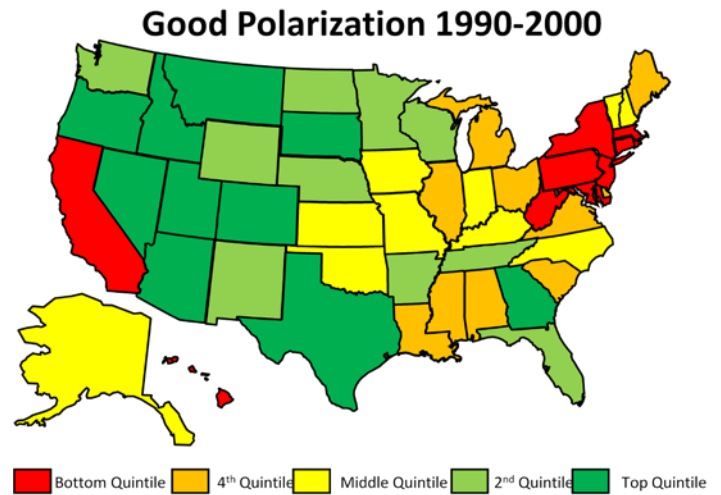 Good Polarization 1990-2000
Bottom Quintile 4th Quintile Middle Quintile 2nd Quintile Top Quintile